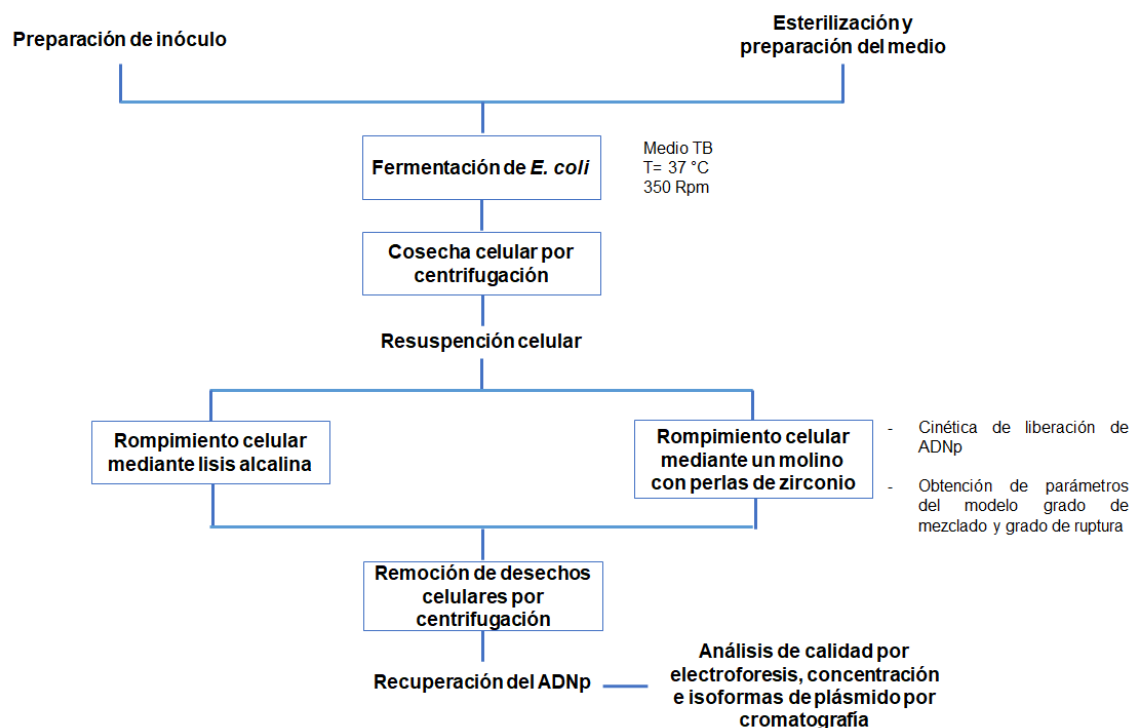 Preparación de inóculo
Esterilización y
preparación del medio
Fermentación de E. coli
Medio TB
T= 37 °C
350 Rpm
Cosecha celular por
centrifugación
Resuspención celular
Rompimiento celular
mediante lisis alcalina
Rompimiento celular
mediante un molino
con perlas de zirconio
- Cinética de liberación de
ADNp
- Obtención de parámetros
del modelo grado de
mezclado y grado de ruptura
Remoción de desechos
celulares por
centrifugación
Recuperación del ADNp
Análisis de calidad por
electroforesis, concentración
e isoformas de plásmido por
cromatografía